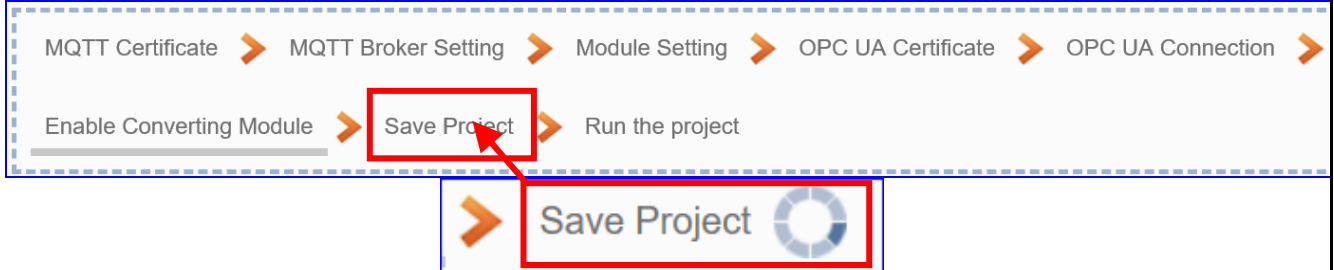 MQTT Certificate MQTT Broker Setting Module Setting OPC UA Certificate OPC UA Connection
Enable Converting Module Save Project Run the project
Save Project